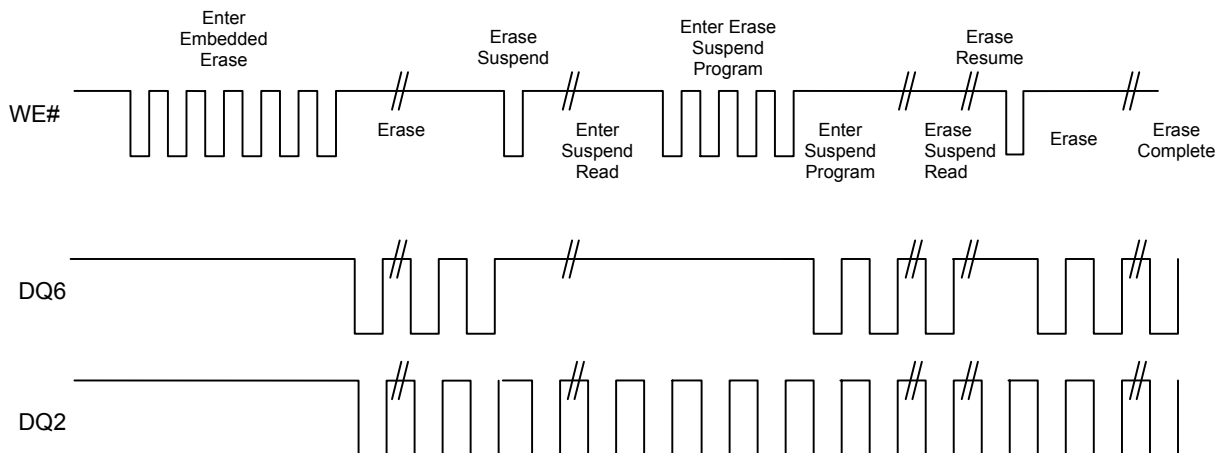 Enter
Embedded
Erase
Erase
Suspend
Enter Erase
Suspend
Program
Erase
Resume
WE#
Erase
Enter
Suspend
Read
Enter
Suspend
Program
Erase
Suspend
Read
Erase
Erase
Complete
DQ6
DQ2